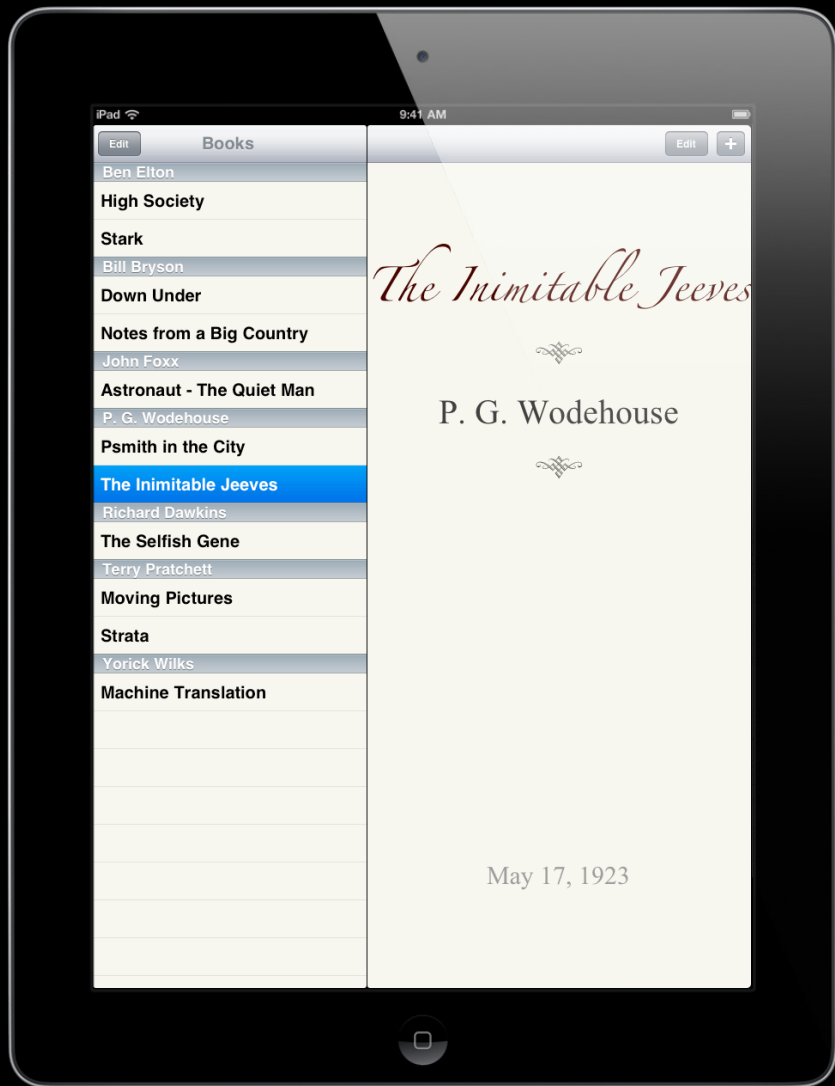 iPad 9:41 AM
Edit Books Edit +
Ben Elton
High Society
Stark
Bill Bryson
Down Under
Notes from a Big Country
John Foxx
Astronaut - The Quiet Man
P. G. Wodehouse
Psmith in the City
The Inimitable Jeeves
Richard Dawkins
The Selfish Gene
Terry Pratchett
Moving Pictures
Strata
Yorick Wilks
Machine Translation
The Inimitable Jeeves
P. G. Wodehouse
May 17, 1923